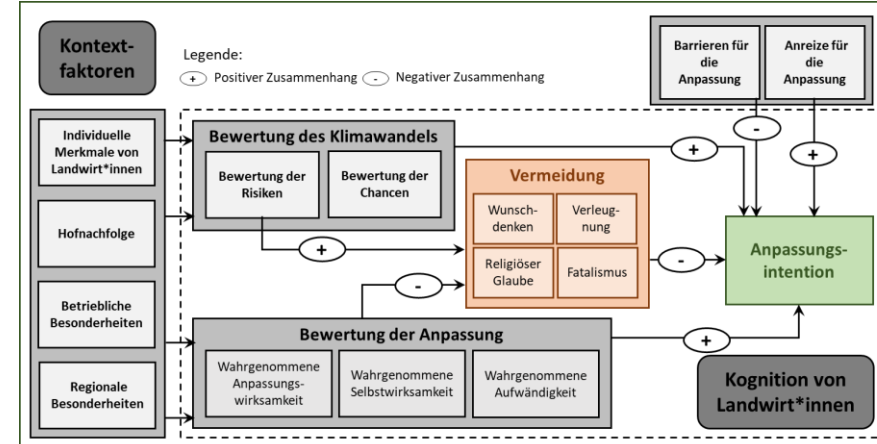 Kontext-
faktoren
Legende:
+ Positiver Zusammenhang - Negativer Zusammenhang
Barrieren für
die
Anpassung
Anreize für
die
Anpassung
-
+
Individuelle
Merkmale von
Landwirt*innen
Hofnachfolge
Betriebliche
Besonderheiten
Regionale
Besonderheiten
Bewertung des Klimawandels
Bewertung der
Risiken
Bewertung der
Chancen
+
+
Vermeidung
Wunsch-
denken
Verleug-
nung
Religiöser
Glaube
Fatalismus
-
-
Anpassungs-
intention
Bewertung der Anpassung
Wahrgenommene
Anpassungs-
wirksamkeit
Wahrgenommene
Selbstwirksamkeit
Wahrgenommene
Aufwändigkeit
+
Kognition von
Landwirt*innen